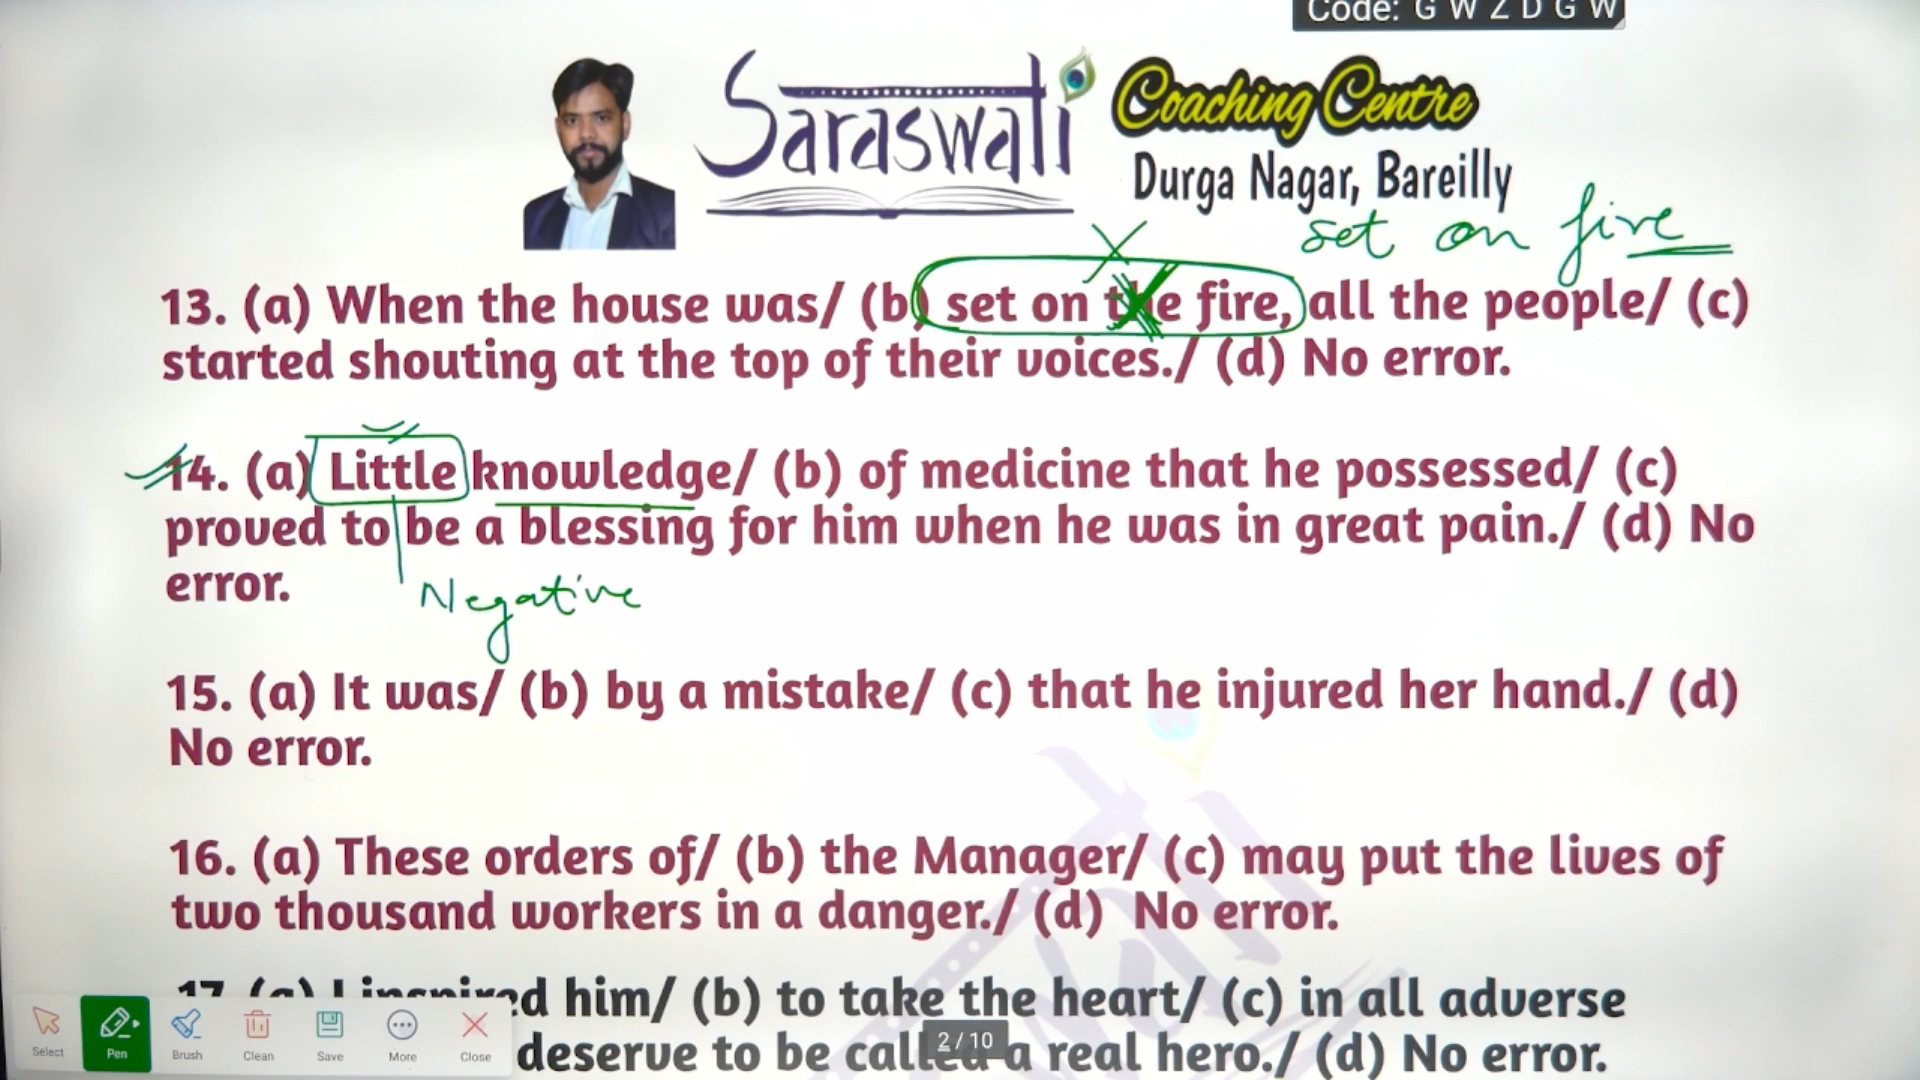 Code: G W Z D G W
Saraswati Coaching Centre
Durga Nagar, Bareilly
set on fire
13. (a) When the house was/ (b) set on the fire, all the people/ (c)
started shouting at the top of their voices./ (d) No error.
14. (a) Little knowledge/ (b) of medicine that he possessed/ (c)
proved to be a blessing for him when he was in great pain./ (d) No
error.
Negative
15. (a) It was/ (b) by a mistake/ (c) that he injured her hand./ (d)
No error.
16. (a) These orders of/ (b) the Manager/ (c) may put the lives of
two thousand workers in a danger./ (d) No error.
17. (a) I inspired him/ (b) to take the heart/ (c) in all adverse
deserve to be called a real hero./ (d) No error.
2 / 10
Select Pen Brush Clean Save More Close